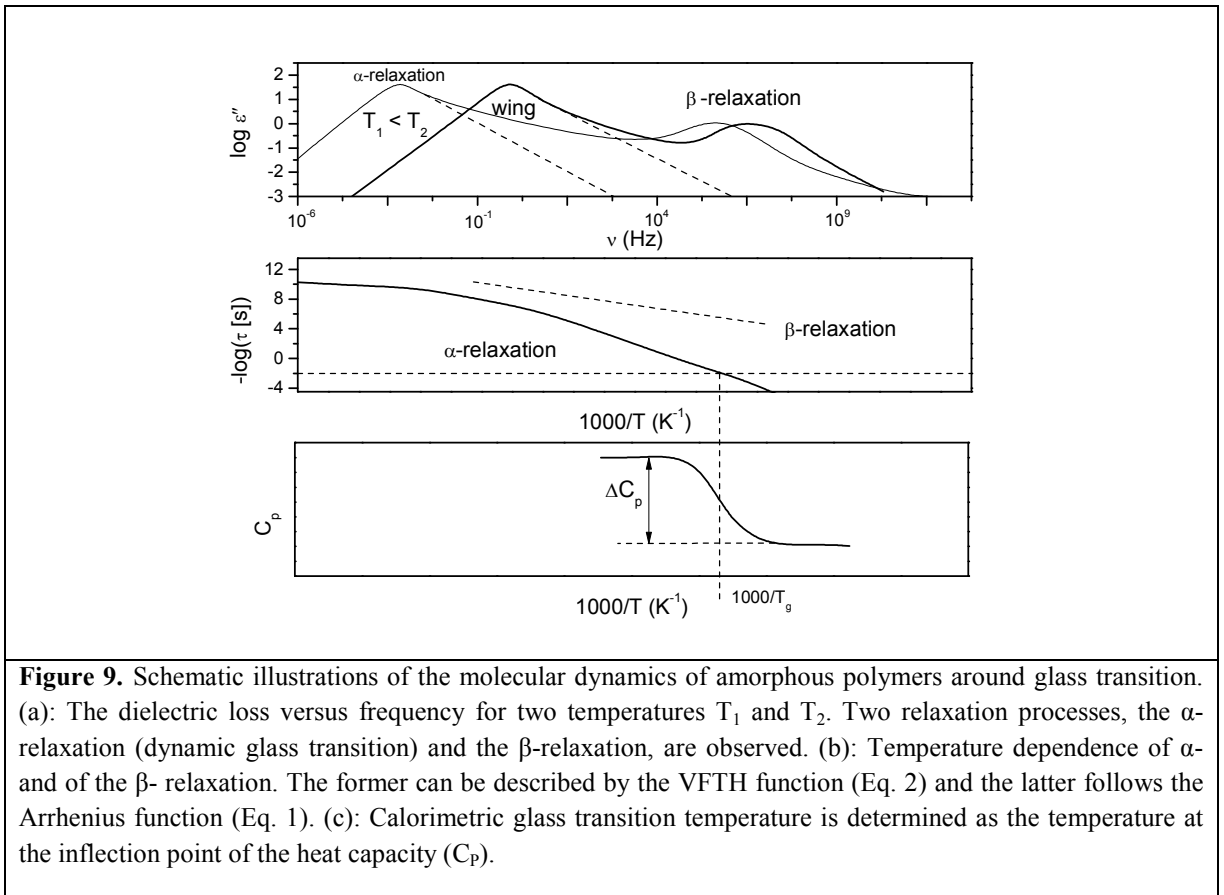 α-relaxation
wing
β -relaxation
T₁ < T₂
log ε″
2
1
0
-1
-2
-3
10⁻⁶
10⁻¹
10⁴
10⁹
ν (Hz)
12
8
4
0
-4
-log(τ [s])
α-relaxation
β-relaxation
1000/T (K⁻¹)
ΔCₚ
Cₚ
1000/T (K⁻¹)
1000/T_g
Figure 9. Schematic illustrations of the molecular dynamics of amorphous polymers around glass transition.
(a): The dielectric loss versus frequency for two temperatures T₁ and T₂. Two relaxation processes, the α-
relaxation (dynamic glass transition) and the β-relaxation, are observed. (b): Temperature dependence of α-
and of the β- relaxation. The former can be described by the VFTH function (Eq. 2) and the latter follows the
Arrhenius function (Eq. 1). (c): Calorimetric glass transition temperature is determined as the temperature at
the inflection point of the heat capacity (C_P).